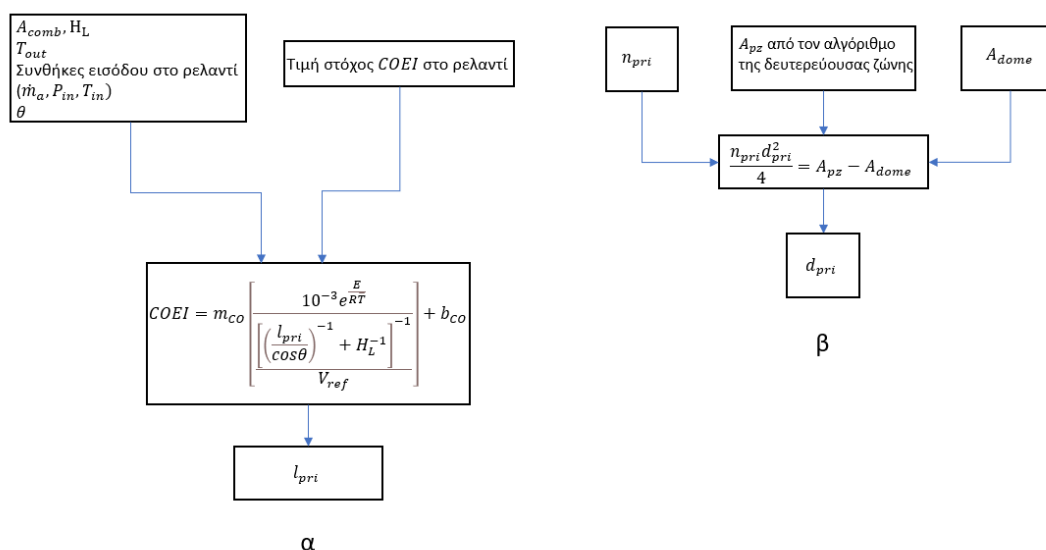 A_comb, H_L
T_out
Συνθήκες εισόδου στο ρελαντί
(ṁ_a, P_in, T_in)
θ
Τιμή στόχος COEI στο ρελαντί
COEI = m_CO [ 10^{-3} e^{E/(RT̅)} / ( [ (l_pri/cosθ)^{-1} + H_L^{-1} ]^{-1} / V_ref ) ] + b_CO
l_pri
α
n_pri
A_pz από τον αλγόριθμο
της δευτερεύουσας ζώνης
A_dome
n_pri d_pri^2 / 4 = A_pz − A_dome
d_pri
β